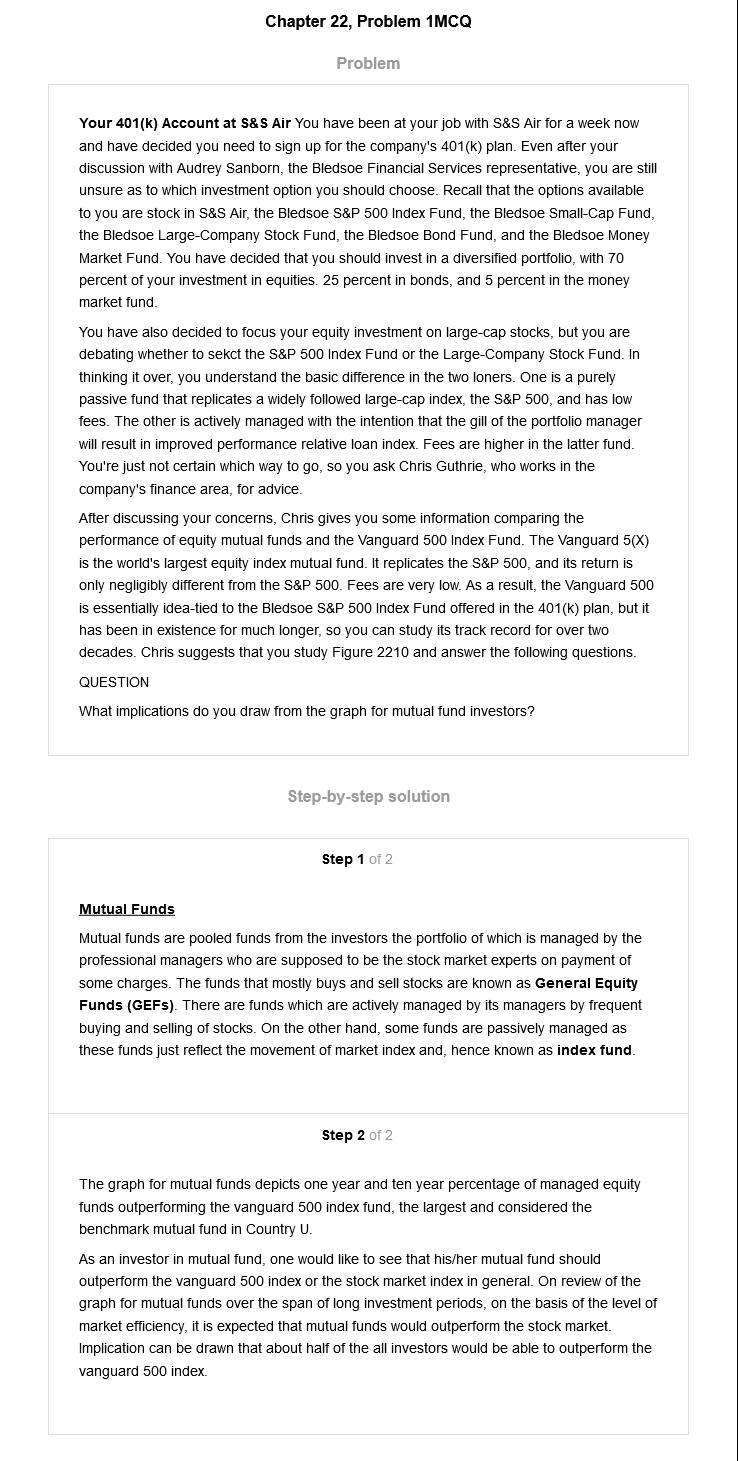 Chapter 22, Problem 1MCQ
Problem
Your 401(k) Account at S&S Air You have been at your job with S&S Air for a week now
and have decided you need to sign up for the company's 401(k) plan. Even after your
discussion with Audrey Sanborn, the Bledsoe Financial Services representative, you are still
unsure as to which investment option you should choose. Recall that the options available
to you are stock in S&S Air, the Bledsoe S&P 500 Index Fund, the Bledsoe Small-Cap Fund,
the Bledsoe Large-Company Stock Fund, the Bledsoe Bond Fund, and the Bledsoe Money
Market Fund. You have decided that you should invest in a diversified portfolio, with 70
percent of your investment in equities. 25 percent in bonds, and 5 percent in the money
market fund.
You have also decided to focus your equity investment on large-cap stocks, but you are
debating whether to sekct the S&P 500 Index Fund or the Large-Company Stock Fund. In
thinking it over, you understand the basic difference in the two loners. One is a purely
passive fund that replicates a widely followed large-cap index, the S&P 500, and has low
fees. The other is actively managed with the intention that the gill of the portfolio manager
will result in improved performance relative loan index. Fees are higher in the latter fund.
You're just not certain which way to go, so you ask Chris Guthrie, who works in the
company's finance area, for advice.
After discussing your concerns, Chris gives you some information comparing the
performance of equity mutual funds and the Vanguard 500 Index Fund. The Vanguard 5(X)
is the world's largest equity index mutual fund. It replicates the S&P 500, and its return is
only negligibly different from the S&P 500. Fees are very low. As a result, the Vanguard 500
is essentially idea-tied to the Bledsoe S&P 500 Index Fund offered in the 401(k) plan, but it
has been in existence for much longer, so you can study its track record for over two
decades. Chris suggests that you study Figure 2210 and answer the following questions.
QUESTION
What implications do you draw from the graph for mutual fund investors?
Step-by-step solution
Step 1 of 2
Mutual Funds
Mutual funds are pooled funds from the investors the portfolio of which is managed by the
professional managers who are supposed to be the stock market experts on payment of
some charges. The funds that mostly buys and sell stocks are known as General Equity
Funds (GEFs). There are funds which are actively managed by its managers by frequent
buying and selling of stocks. On the other hand, some funds are passively managed as
these funds just reflect the movement of market index and, hence known as index fund.
Step 2 of 2
The graph for mutual funds depicts one year and ten year percentage of managed equity
funds outperforming the vanguard 500 index fund, the largest and considered the
benchmark mutual fund in Country U.
As an investor in mutual fund, one would like to see that his/her mutual fund should
outperform the vanguard 500 index or the stock market index in general. On review of the
graph for mutual funds over the span of long investment periods, on the basis of the level of
market efficiency, it is expected that mutual funds would outperform the stock market.
Implication can be drawn that about half of the all investors would be able to outperform the
vanguard 500 index.